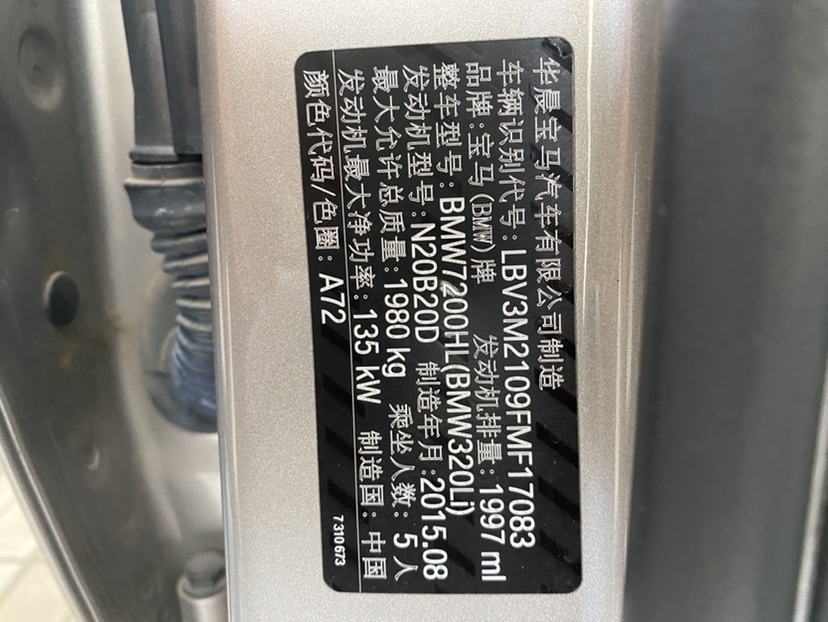 华晨宝马汽车有限公司制造
车辆识别代号: LBV3M2109FMF17083
品牌:宝马(BMW)牌 发动机排量: 1997 ml
整车型号: BMW7200HL(BMW320Li)
发动机型号: N20B20D 制造年月:2015.08
最大允许总质量: 1980 kg 乘坐人数: 5 人
发动机最大净功率: 135 kW 制造国: 中国
颜色代码/色圈: A72 7310673